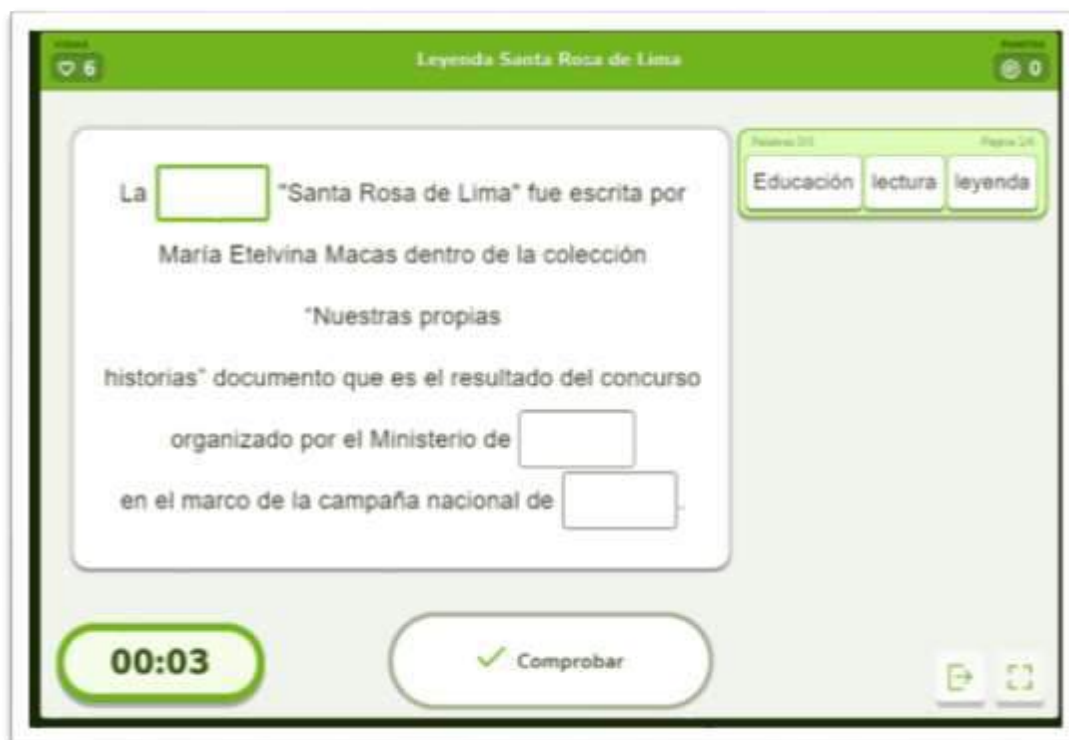 6
Leyenda Santa Rosa de Lima
0
La "Santa Rosa de Lima" fue escrita por
María Etelvina Macas dentro de la colección
"Nuestras propias
historias" documento que es el resultado del concurso
organizado por el Ministerio de
en el marco de la campaña nacional de .
Educación lectura leyenda
00:03
Comprobar